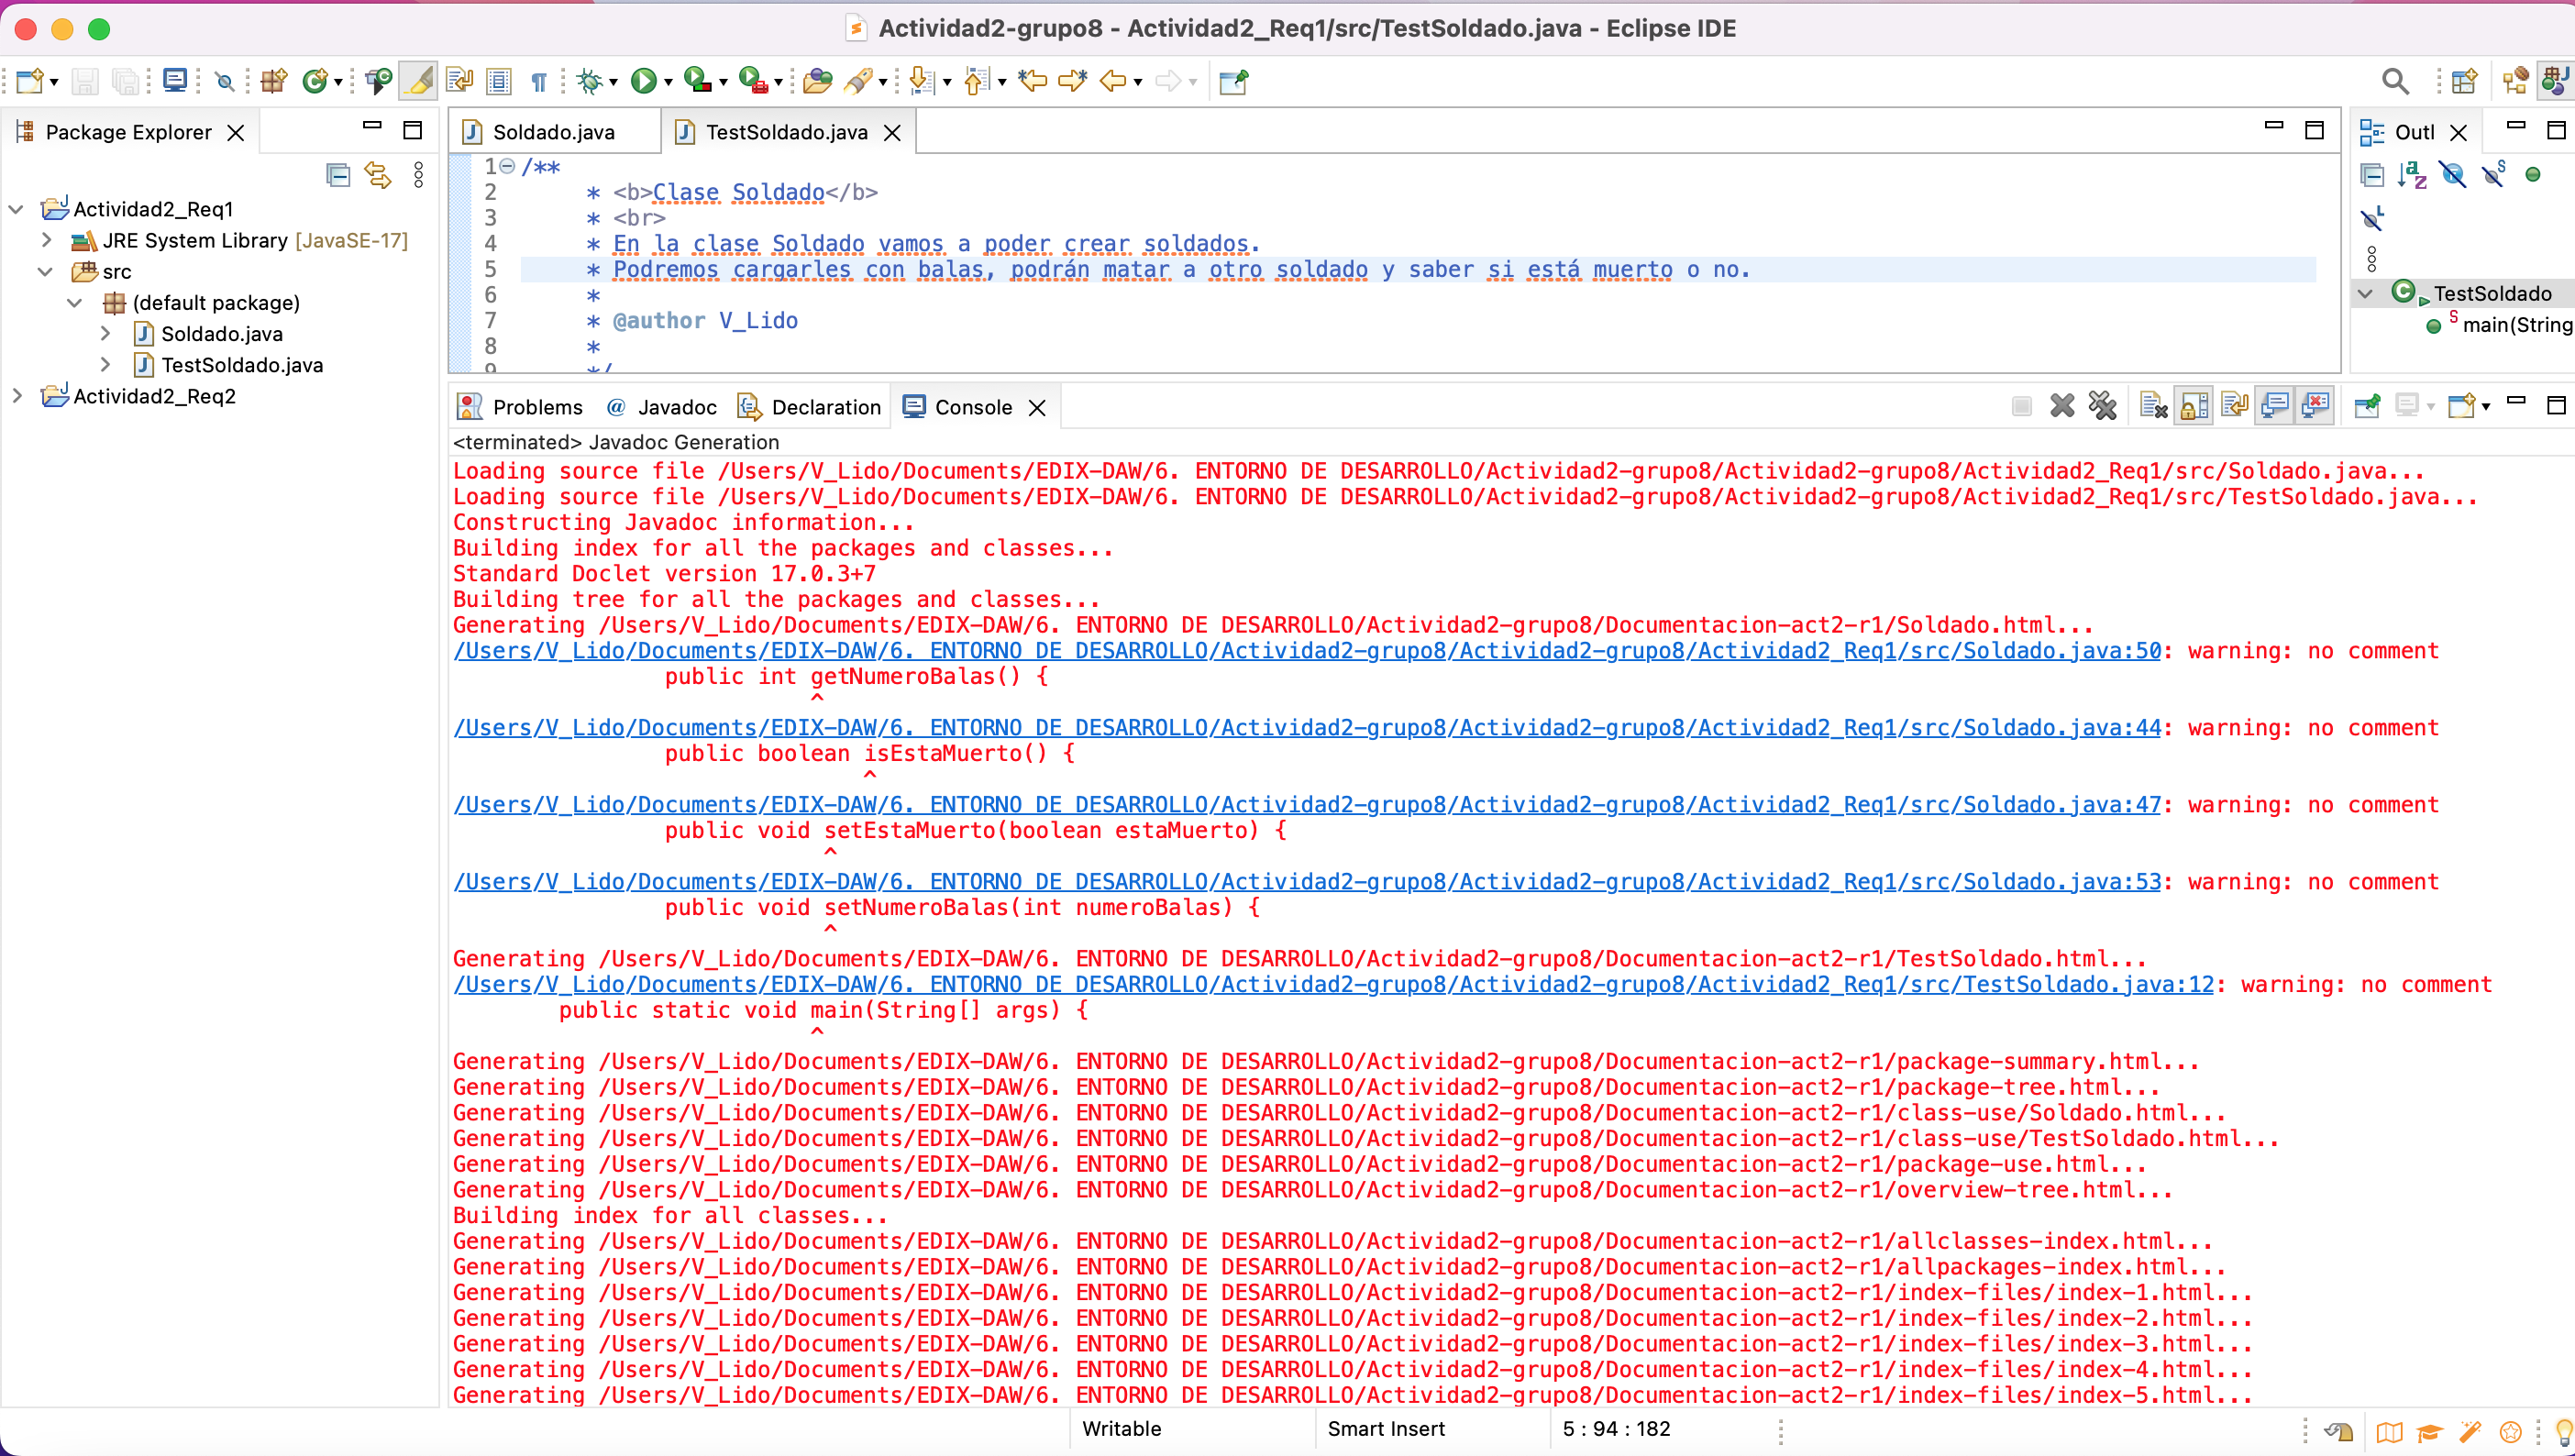 Actividad2-grupo8 - Actividad2_Req1/src/TestSoldado.java - Eclipse IDE
Package Explorer
Actividad2_Req1
JRE System Library [JavaSE-17]
src
(default package)
Soldado.java
TestSoldado.java
Actividad2_Req2
Soldado.java
TestSoldado.java
1 /**
2 * <b>Clase Soldado</b>
3 * <br>
4 * En la clase Soldado vamos a poder crear soldados.
5 * Podremos cargarles con balas, podrán matar a otro soldado y saber si está muerto o no.
6 *
7 * @author V_Lido
8 *
9 */
Outl
TestSoldado
main(String
Problems
Javadoc
Declaration
Console
<terminated> Javadoc Generation
Loading source file /Users/V_Lido/Documents/EDIX-DAW/6. ENTORNO DE DESARROLLO/Actividad2-grupo8/Actividad2-grupo8/Actividad2_Req1/src/Soldado.java...
Loading source file /Users/V_Lido/Documents/EDIX-DAW/6. ENTORNO DE DESARROLLO/Actividad2-grupo8/Actividad2-grupo8/Actividad2_Req1/src/TestSoldado.java...
Constructing Javadoc information...
Building index for all the packages and classes...
Standard Doclet version 17.0.3+7
Building tree for all the packages and classes...
Generating /Users/V_Lido/Documents/EDIX-DAW/6. ENTORNO DE DESARROLLO/Actividad2-grupo8/Documentacion-act2-r1/Soldado.html...
/Users/V_Lido/Documents/EDIX-DAW/6. ENTORNO DE DESARROLLO/Actividad2-grupo8/Actividad2-grupo8/Actividad2_Req1/src/Soldado.java:50: warning: no comment
public int getNumeroBalas() {
^
/Users/V_Lido/Documents/EDIX-DAW/6. ENTORNO DE DESARROLLO/Actividad2-grupo8/Actividad2-grupo8/Actividad2_Req1/src/Soldado.java:44: warning: no comment
public boolean isEstaMuerto() {
^
/Users/V_Lido/Documents/EDIX-DAW/6. ENTORNO DE DESARROLLO/Actividad2-grupo8/Actividad2-grupo8/Actividad2_Req1/src/Soldado.java:47: warning: no comment
public void setEstaMuerto(boolean estaMuerto) {
^
/Users/V_Lido/Documents/EDIX-DAW/6. ENTORNO DE DESARROLLO/Actividad2-grupo8/Actividad2-grupo8/Actividad2_Req1/src/Soldado.java:53: warning: no comment
public void setNumeroBalas(int numeroBalas) {
^
Generating /Users/V_Lido/Documents/EDIX-DAW/6. ENTORNO DE DESARROLLO/Actividad2-grupo8/Documentacion-act2-r1/TestSoldado.html...
/Users/V_Lido/Documents/EDIX-DAW/6. ENTORNO DE DESARROLLO/Actividad2-grupo8/Actividad2-grupo8/Actividad2_Req1/src/TestSoldado.java:12: warning: no comment
public static void main(String[] args) {
^
Generating /Users/V_Lido/Documents/EDIX-DAW/6. ENTORNO DE DESARROLLO/Actividad2-grupo8/Documentacion-act2-r1/package-summary.html...
Generating /Users/V_Lido/Documents/EDIX-DAW/6. ENTORNO DE DESARROLLO/Actividad2-grupo8/Documentacion-act2-r1/package-tree.html...
Generating /Users/V_Lido/Documents/EDIX-DAW/6. ENTORNO DE DESARROLLO/Actividad2-grupo8/Documentacion-act2-r1/class-use/Soldado.html...
Generating /Users/V_Lido/Documents/EDIX-DAW/6. ENTORNO DE DESARROLLO/Actividad2-grupo8/Documentacion-act2-r1/class-use/TestSoldado.html...
Generating /Users/V_Lido/Documents/EDIX-DAW/6. ENTORNO DE DESARROLLO/Actividad2-grupo8/Documentacion-act2-r1/package-use.html...
Generating /Users/V_Lido/Documents/EDIX-DAW/6. ENTORNO DE DESARROLLO/Actividad2-grupo8/Documentacion-act2-r1/overview-tree.html...
Building index for all classes...
Generating /Users/V_Lido/Documents/EDIX-DAW/6. ENTORNO DE DESARROLLO/Actividad2-grupo8/Documentacion-act2-r1/allclasses-index.html...
Generating /Users/V_Lido/Documents/EDIX-DAW/6. ENTORNO DE DESARROLLO/Actividad2-grupo8/Documentacion-act2-r1/allpackages-index.html...
Generating /Users/V_Lido/Documents/EDIX-DAW/6. ENTORNO DE DESARROLLO/Actividad2-grupo8/Documentacion-act2-r1/index-files/index-1.html...
Generating /Users/V_Lido/Documents/EDIX-DAW/6. ENTORNO DE DESARROLLO/Actividad2-grupo8/Documentacion-act2-r1/index-files/index-2.html...
Generating /Users/V_Lido/Documents/EDIX-DAW/6. ENTORNO DE DESARROLLO/Actividad2-grupo8/Documentacion-act2-r1/index-files/index-3.html...
Generating /Users/V_Lido/Documents/EDIX-DAW/6. ENTORNO DE DESARROLLO/Actividad2-grupo8/Documentacion-act2-r1/index-files/index-4.html...
Generating /Users/V_Lido/Documents/EDIX-DAW/6. ENTORNO DE DESARROLLO/Actividad2-grupo8/Documentacion-act2-r1/index-files/index-5.html...
Writable
Smart Insert
5 : 94 : 182